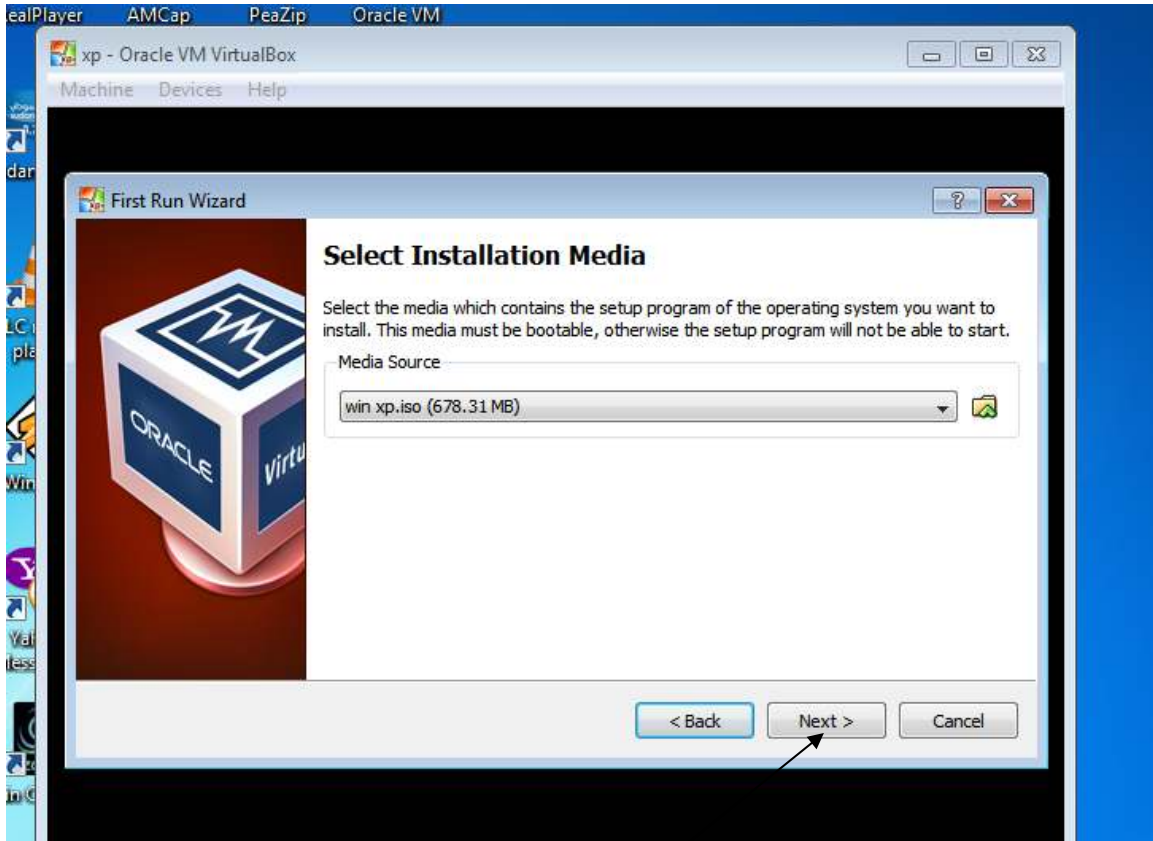 AMCap PeaZip Oracle VM
xp - Oracle VM VirtualBox
Machine Devices Help
First Run Wizard
Select Installation Media
Select the media which contains the setup program of the operating system you want to
install. This media must be bootable, otherwise the setup program will not be able to start.
Media Source
win xp.iso (678.31 MB)
ORACLE
< Back Next > Cancel